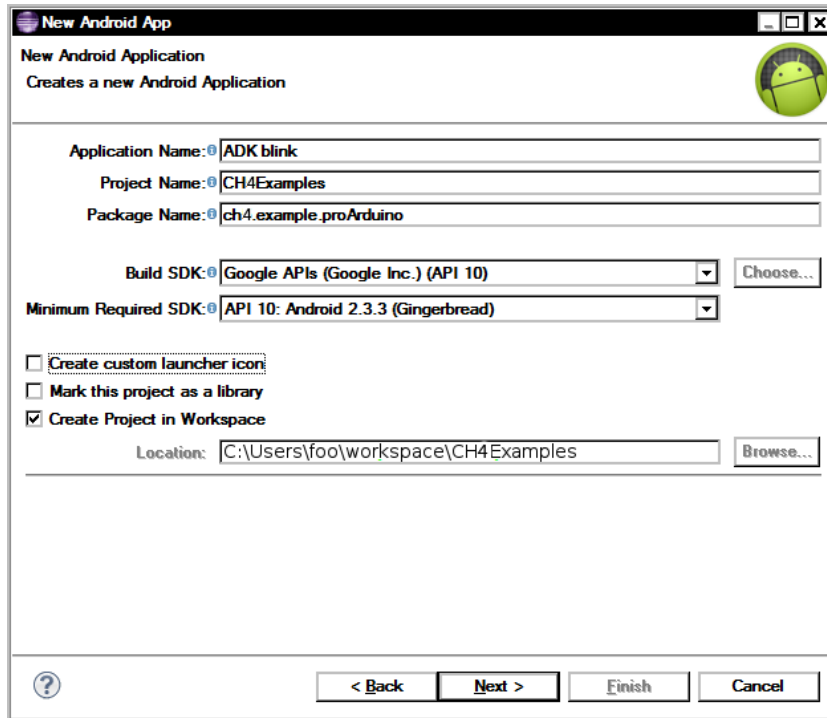 New Android App
New Android Application
Creates a new Android Application
Application Name: ADK blink
Project Name: CH4Examples
Package Name: ch4.example.proArduino
Build SDK: Google APIs (Google Inc.) (API 10) Choose...
Minimum Required SDK: API 10: Android 2.3.3 (Gingerbread)
Create custom launcher icon
Mark this project as a library
Create Project in Workspace
Location: C:\Users\foo\workspace\CH4Examples Browse...
? < Back Next > Finish Cancel